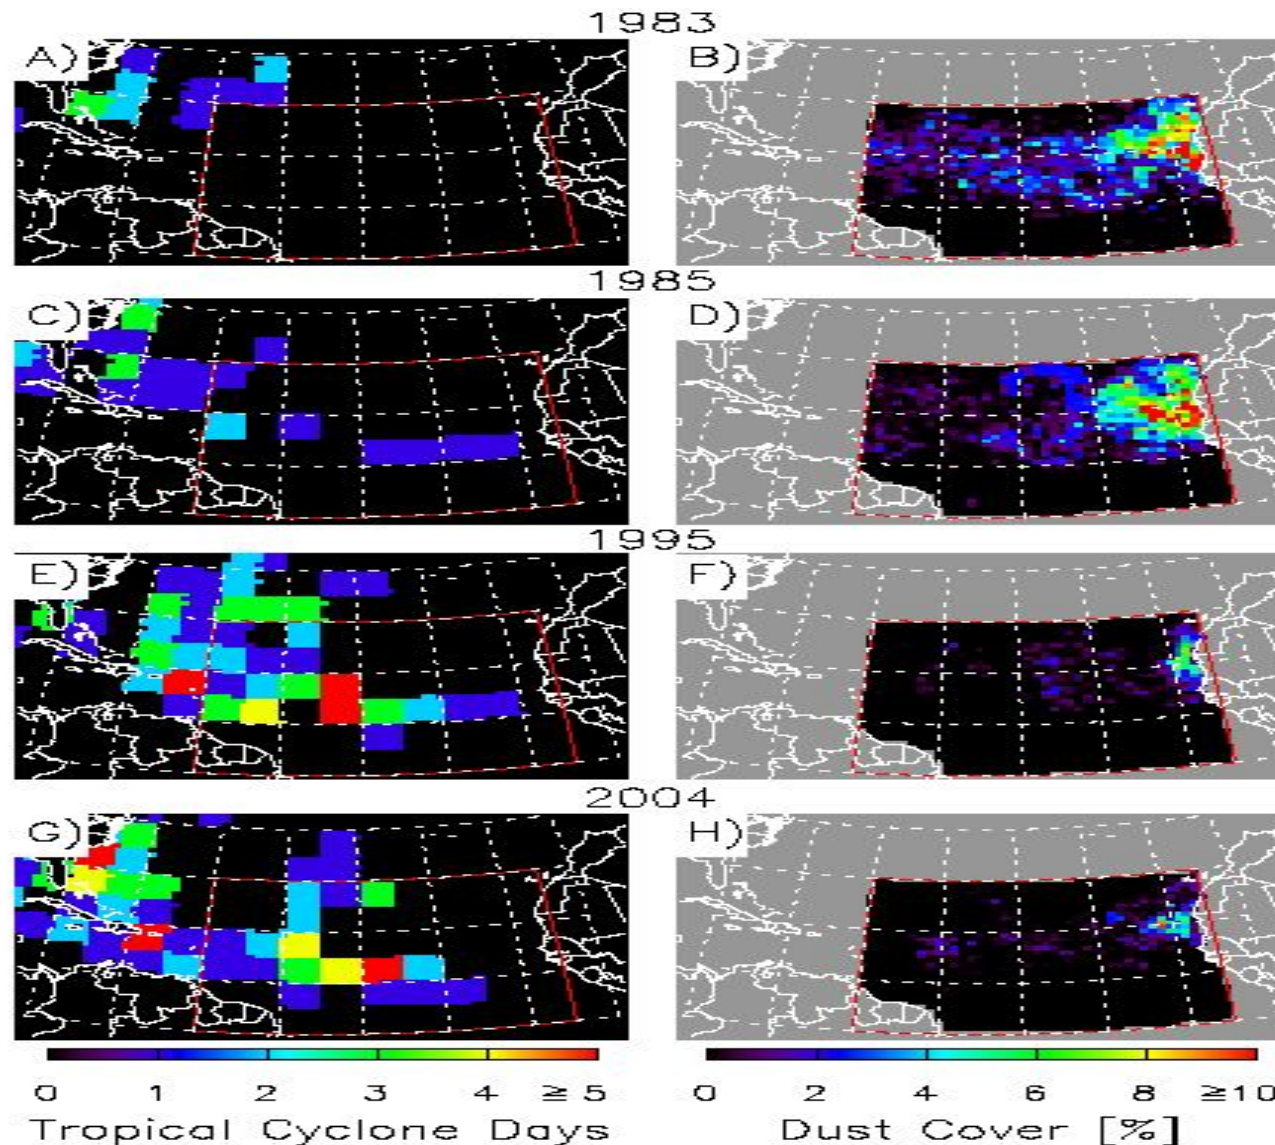 1983
A) B)
1985
C) D)
1995
E) F)
2004
G) H)
0 1 2 3 4 ≥5 0 2 4 6 8 ≥10
Tropical Cyclone Days Dust Cover [%]